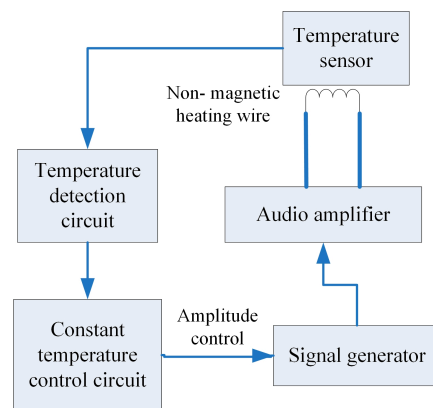 Temperature
sensor
Non- magnetic
heating wire
Temperature
detection
circuit
Audio amplifier
Constant
temperature
control circuit
Amplitude
control
Signal generator